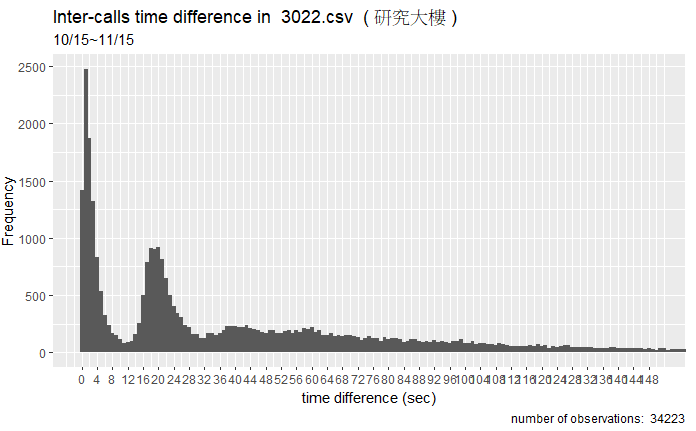 Inter-calls time difference in  3022.csv  ( 研究大樓 )
10/15~11/15
Frequency
2500
2000
1500
1000
500
0
0 4 8 12 16 20 24 28 32 36 40 44 48 52 56 60 64 68 72 76 80 84 88 92 96 100 104 108 112 116 120 124 128 132 136 140 144 148
time difference (sec)
number of observations:  34223